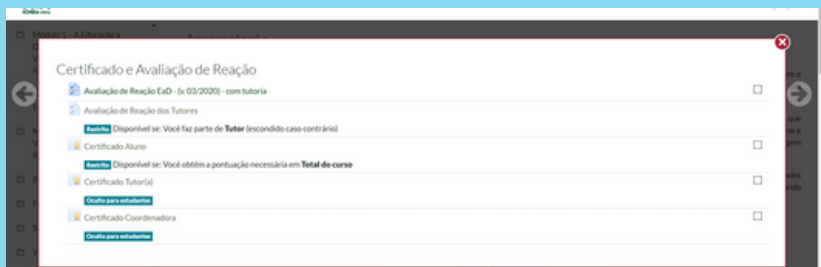 Módulo 1 - A Educação a
Certificado e Avaliação de Reação
Avaliação de Reação EaD - (v. 03/2020) - com tutoria
Avaliação de Reação dos Tutores
Restrito Disponível se: Você faz parte de Tutor (escondido caso contrário)
Certificado Aluno
Restrito Disponível se: Você obtém a pontuação necessária em Total do curso
Certificado Tutor(a)
Oculto para estudantes
Certificado Coordenadora
Oculto para estudantes